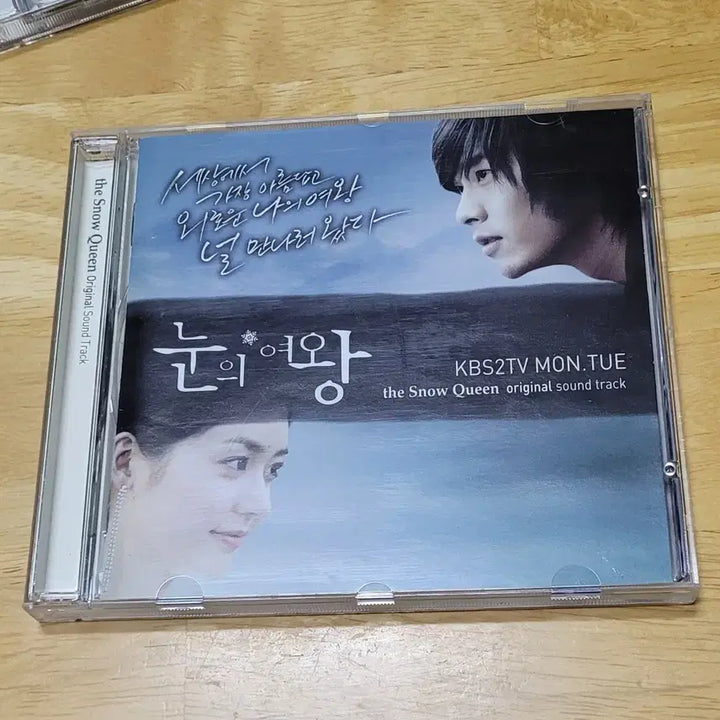 the Snow Queen Original Sound Track
세상에서
가장 아름답고
외로운 나의 여왕
널 만나러 왔다
눈의 여왕
KBS2TV MON.TUE
the Snow Queen original sound track